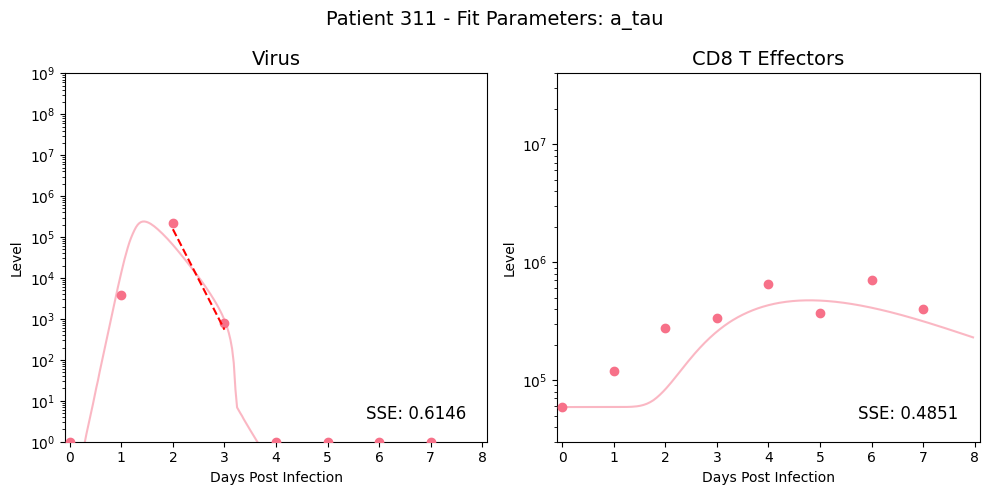 Patient 311 - Fit Parameters: a_tau
Virus
Level
10^9
10^8
10^7
10^6
10^5
10^4
10^3
10^2
10^1
10^0
0 1 2 3 4 5 6 7 8
Days Post Infection
SSE: 0.6146
CD8 T Effectors
Level
10^7
10^6
10^5
0 1 2 3 4 5 6 7 8
Days Post Infection
SSE: 0.4851